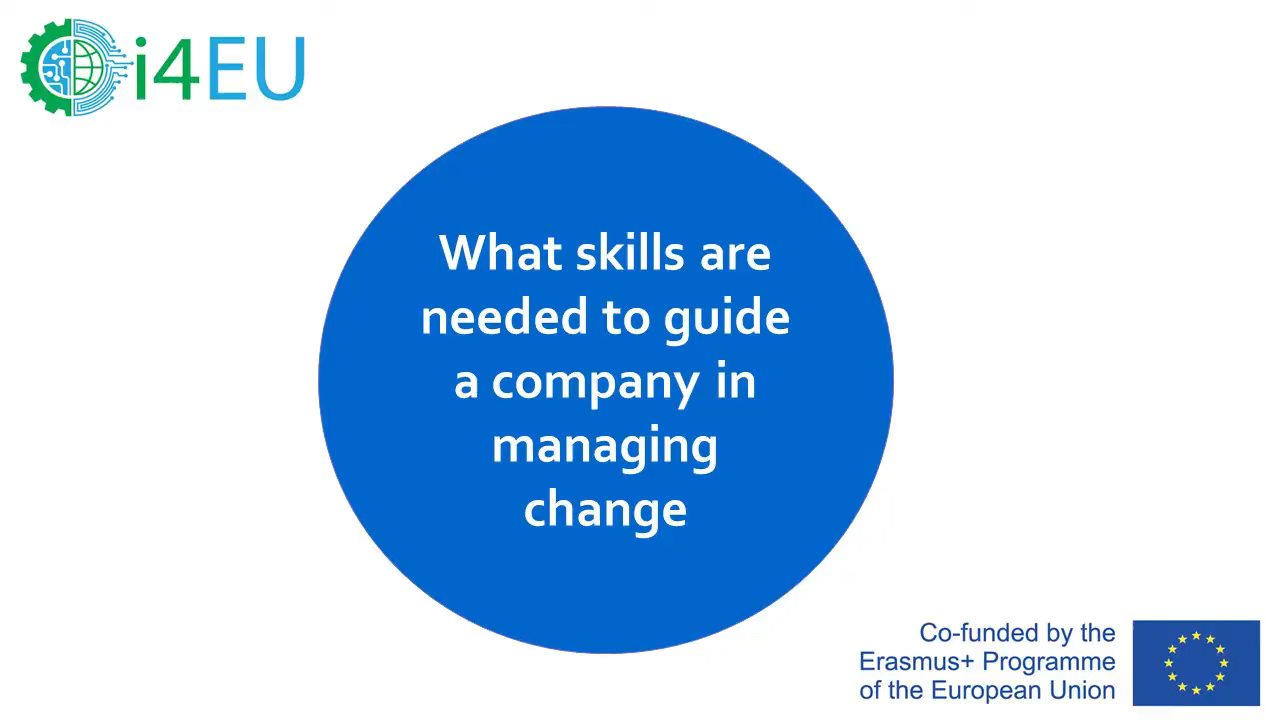 i4EU
What skills are
needed to guide
a company in
managing
change
Co-funded by the
Erasmus+ Programme
of the European Union